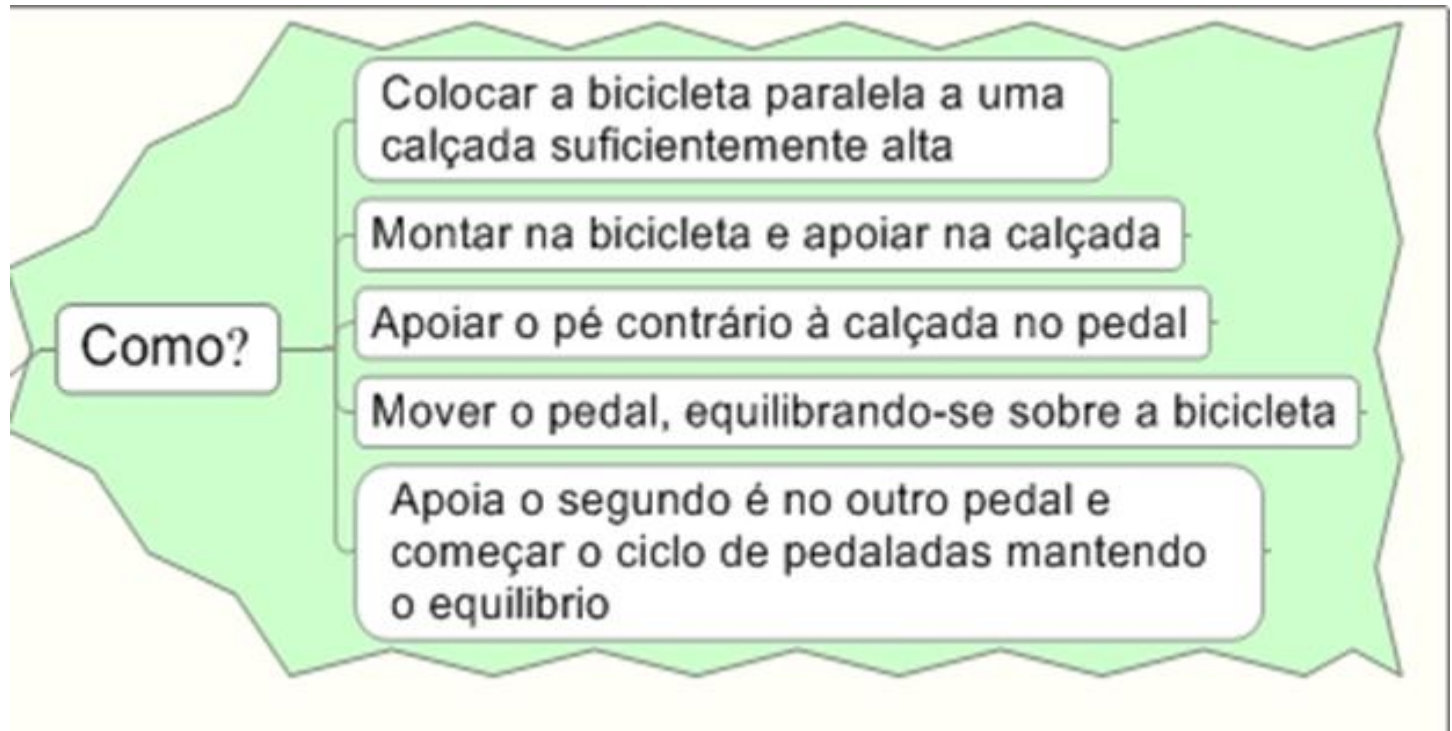 Colocar a bicicleta paralela a uma
calçada suficientemente alta
Montar na bicicleta e apoiar na calçada
Como?
Apoiar o pé contrário à calçada no pedal
Mover o pedal, equilibrando-se sobre a bicicleta
Apoia o segundo é no outro pedal e
começar o ciclo de pedaladas mantendo
o equilibrio